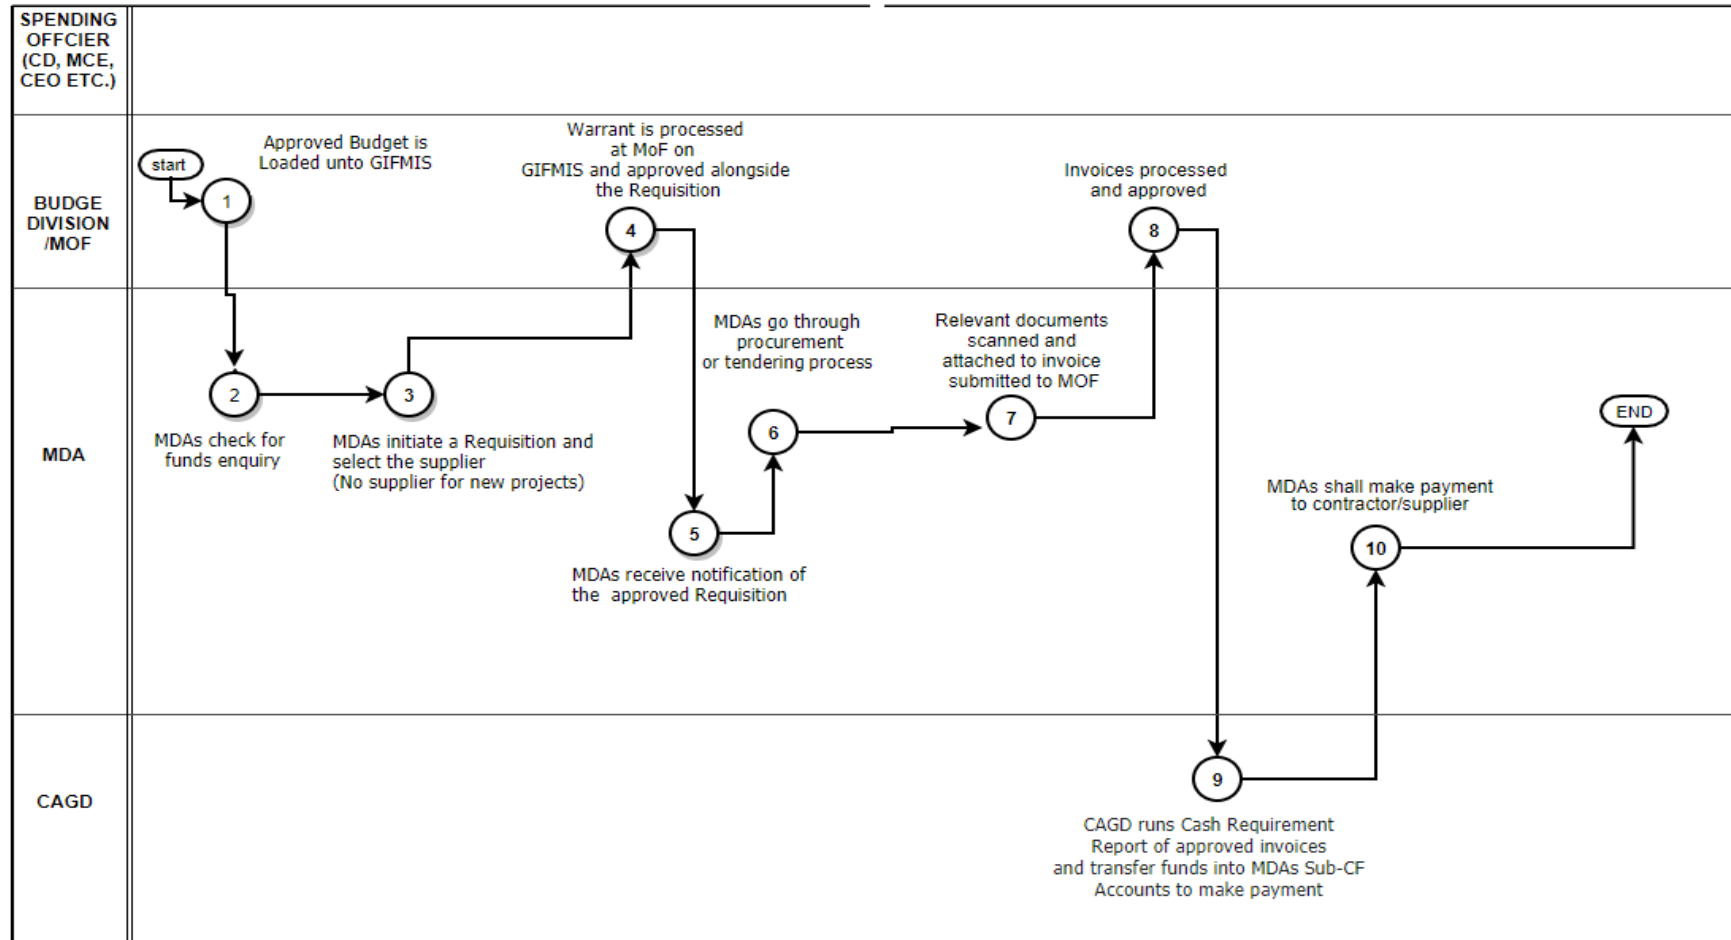 SPENDING
OFFCIER
(CD, MCE,
CEO ETC.)
BUDGE
DIVISION
/MOF
start
1
Approved Budget is
Loaded unto GIFMIS
Warrant is processed
at MoF on
GIFMIS and approved alongside
the Requisition
4
Invoices processed
and approved
8
MDA
2
MDAs check for
funds enquiry
3
MDAs initiate a Requisition and
select the supplier
(No supplier for new projects)
5
MDAs receive notification of
the approved Requisition
MDAs go through
procurement
or tendering process
6
Relevant documents
scanned and
attached to invoice
submitted to MOF
7
MDAs shall make payment
to contractor/supplier
10
END
CAGD
9
CAGD runs Cash Requirement
Report of approved invoices
and transfer funds into MDAs Sub-CF
Accounts to make payment